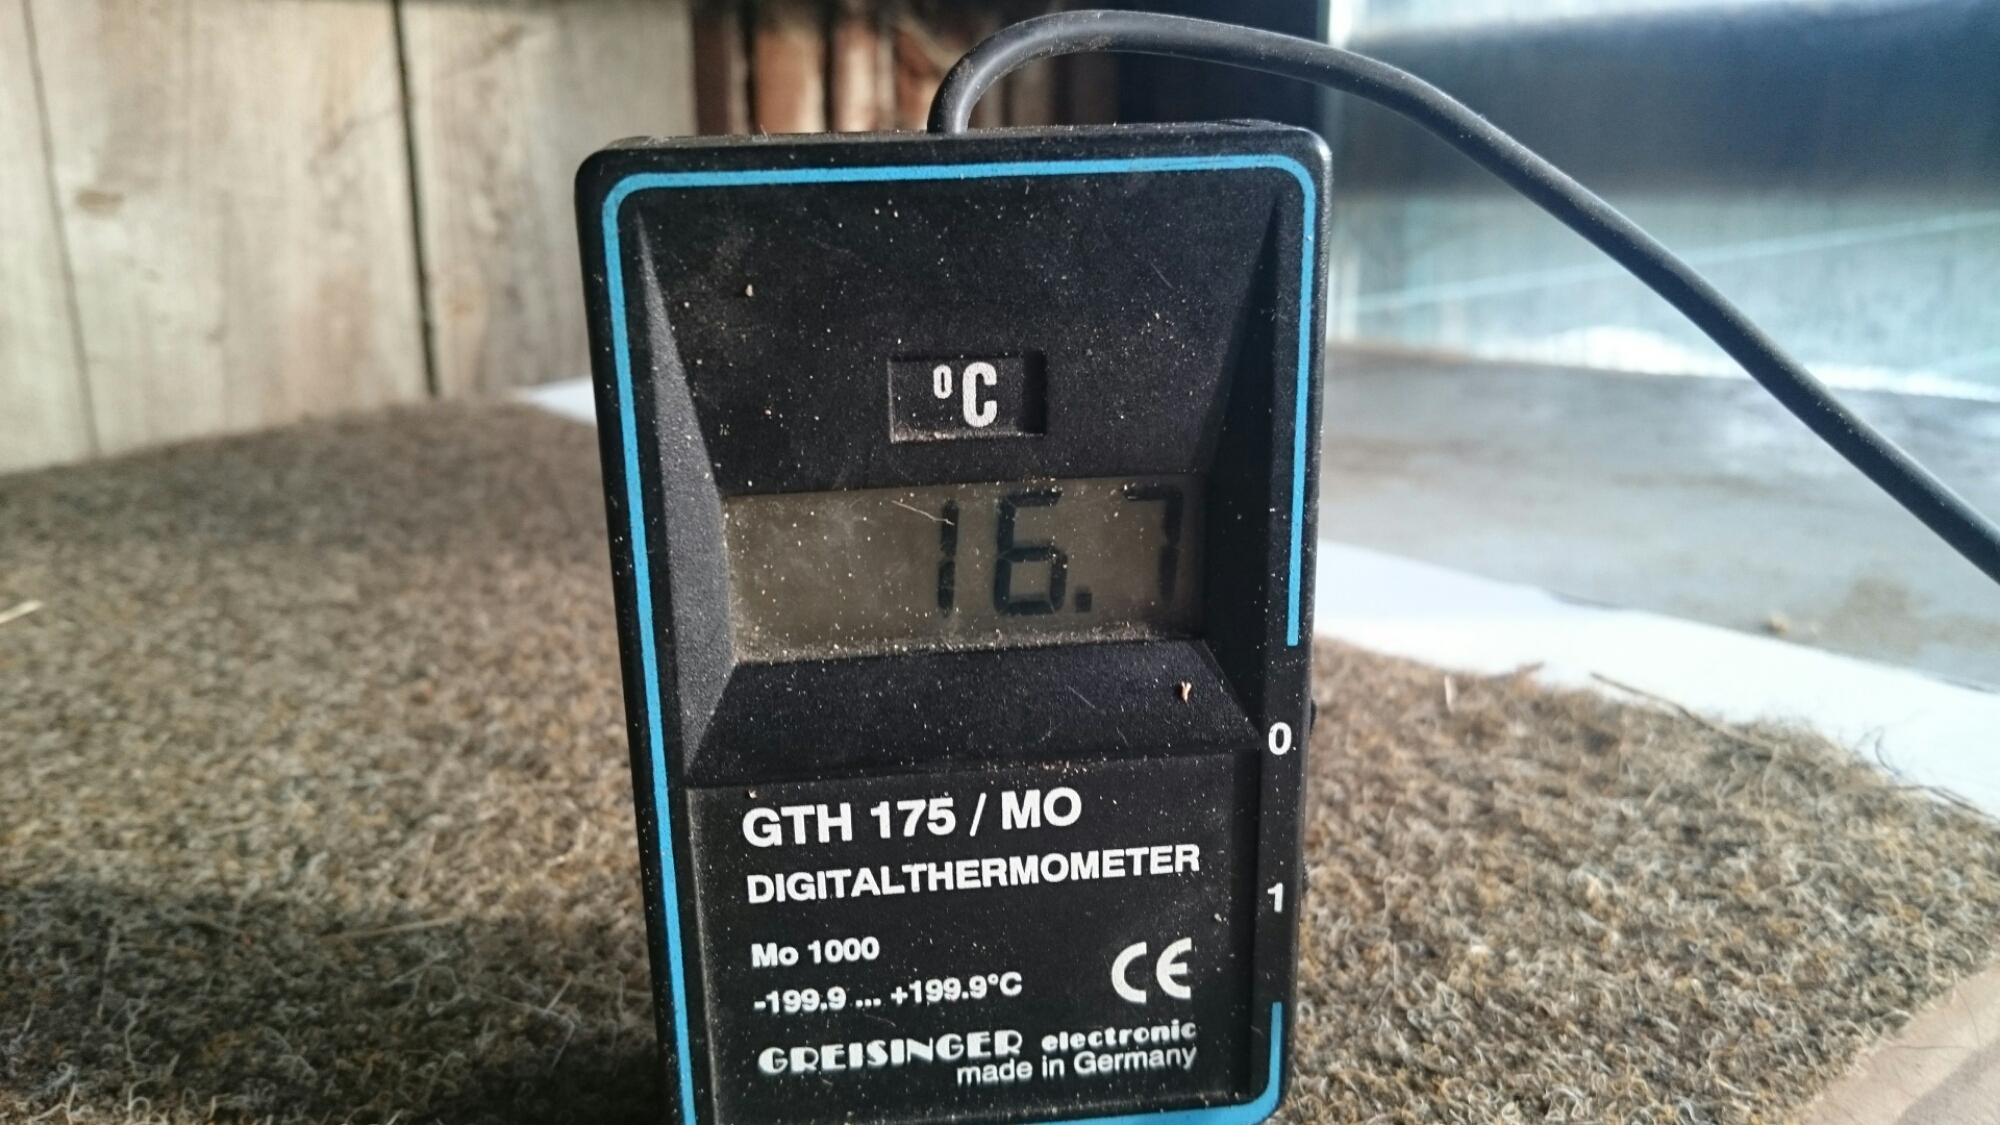 °C
16.7
0
GTH 175 / MO
DIGITALTHERMOMETER
1
Mo 1000
-199.9 ... +199.9°C
CE
GREISINGER electronic
made in Germany